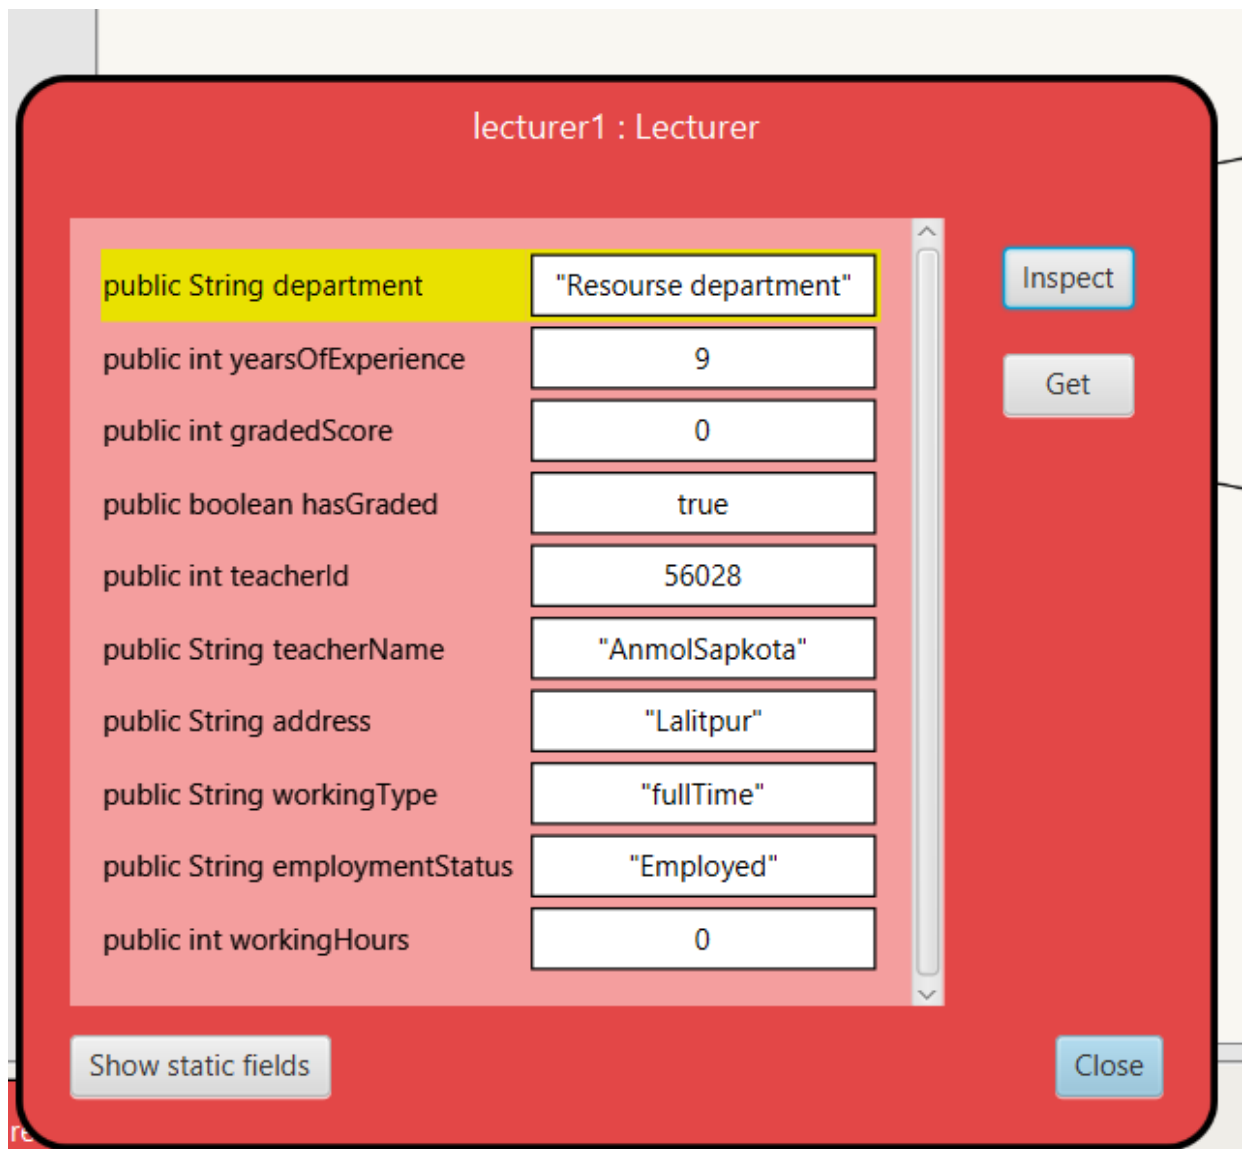 lecturer1 : Lecturer
public String department "Resourse department"
Inspect
public int yearsOfExperience 9
Get
public int gradedScore 0
public boolean hasGraded true
public int teacherId 56028
public String teacherName "AnmolSapkota"
public String address "Lalitpur"
public String workingType "fullTime"
public String employmentStatus "Employed"
public int workingHours 0
Show static fields
Close